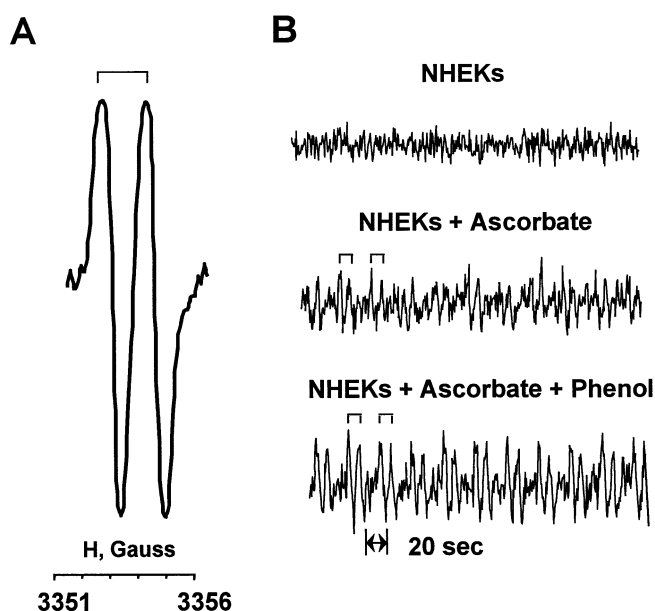 A
H, Gauss
3351 3356
B
NHEKs
NHEKs + Ascorbate
NHEKs + Ascorbate + Phenol
20 sec